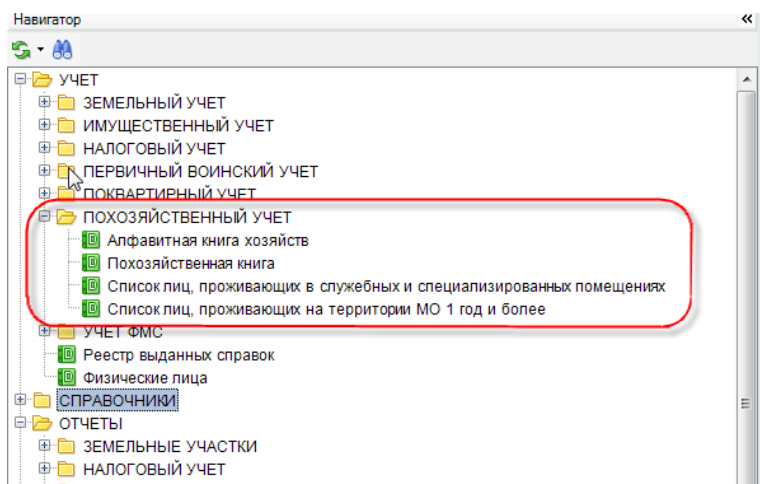 Навигатор
УЧЕТ
ЗЕМЕЛЬНЫЙ УЧЕТ
ИМУЩЕСТВЕННЫЙ УЧЕТ
НАЛОГОВЫЙ УЧЕТ
ПЕРВИЧНЫЙ ВОИНСКИЙ УЧЕТ
ПОКВАРТИРНЫЙ УЧЕТ
ПОХОЗЯЙСТВЕННЫЙ УЧЕТ
Алфавитная книга хозяйств
Похозяйственная книга
Список лиц, проживающих в служебных и специализированных помещениях
Список лиц, проживающих на территории МО 1 год и более
УЧЕТ ФМС
Реестр выданных справок
Физические лица
СПРАВОЧНИКИ
ОТЧЕТЫ
ЗЕМЕЛЬНЫЕ УЧАСТКИ
НАЛОГОВЫЙ УЧЕТ